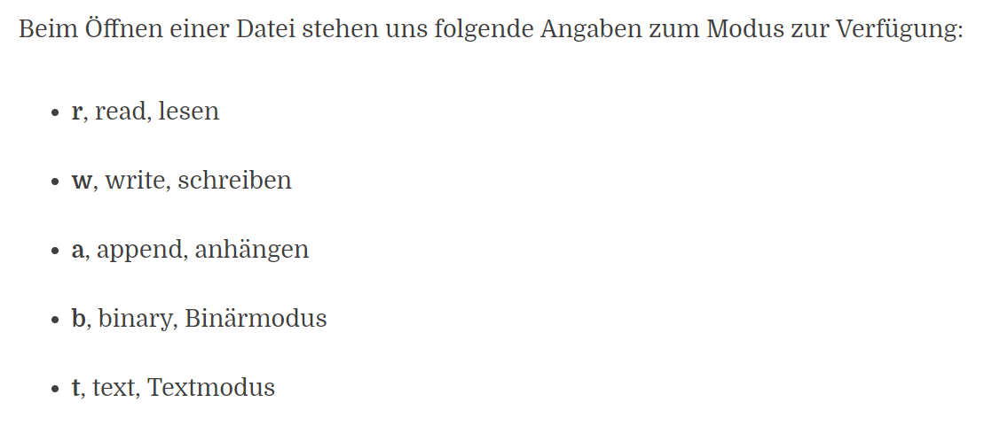 Beim Öffnen einer Datei stehen uns folgende Angaben zum Modus zur Verfügung:
• r, read, lesen
• w, write, schreiben
• a, append, anhängen
• b, binary, Binärmodus
• t, text, Textmodus